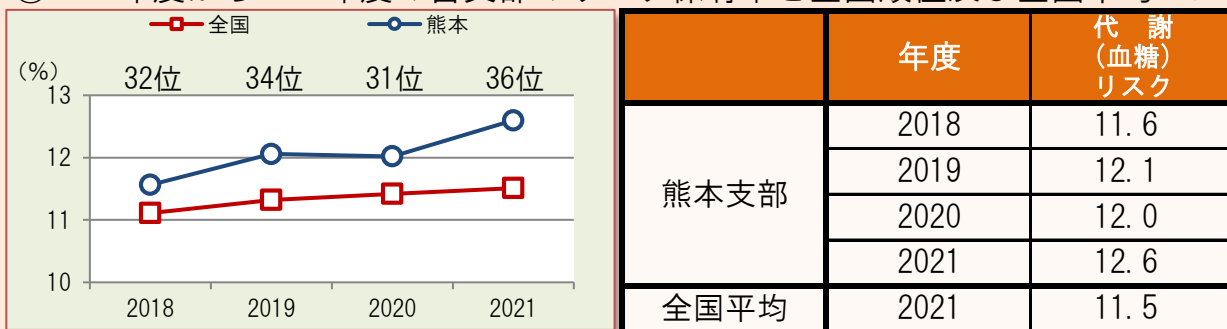 全国 熊本
(%) 32位 34位 31位 36位
13
12
11
10
2018 2019 2020 2021
年度 代謝
(血糖)
リスク
熊本支部 2018 11.6
2019 12.1
2020 12.0
2021 12.6
全国平均 2021 11.5